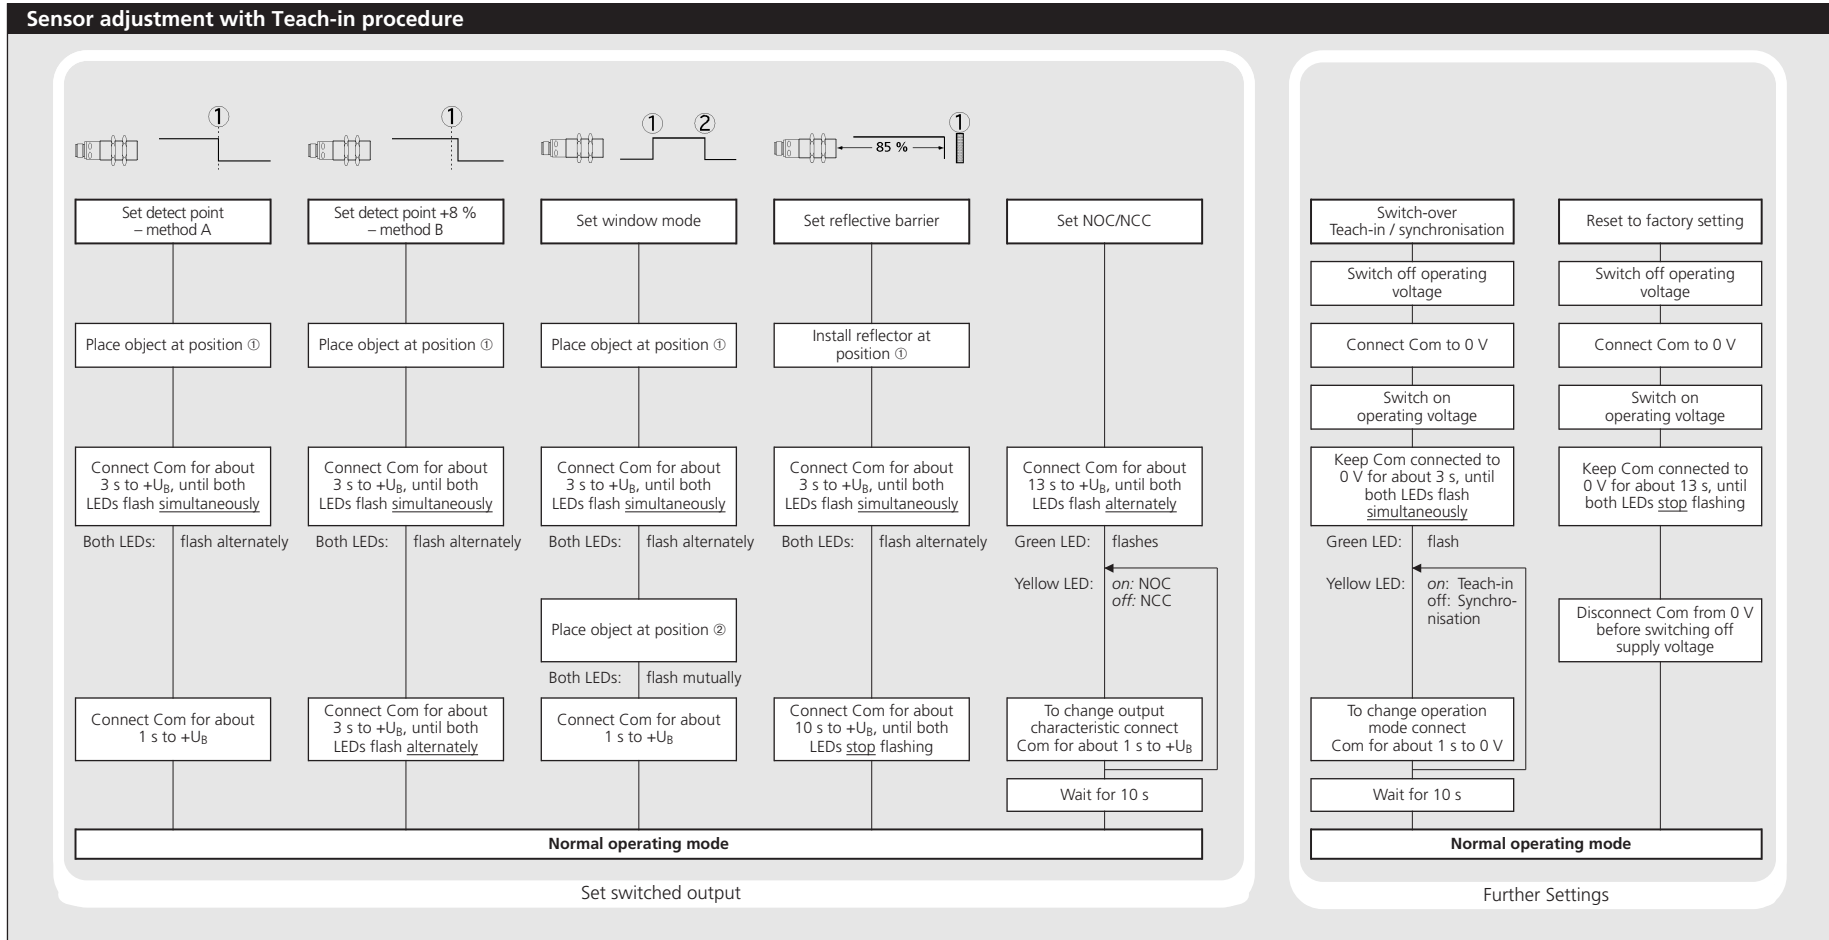 Sensor adjustment with Teach-in procedure
①
①
①
②
85 %
①
Set detect point
– method A
Place object at position ①
Connect Com for about
3 s to +UB, until both
LEDs flash simultaneously
Both LEDs: flash alternately
Connect Com for about
1 s to +UB
Set detect point +8 %
– method B
Place object at position ①
Connect Com for about
3 s to +UB, until both
LEDs flash simultaneously
Both LEDs: flash alternately
Connect Com for about
3 s to +UB, until both
LEDs flash alternately
Set window mode
Place object at position ①
Connect Com for about
3 s to +UB, until both
LEDs flash simultaneously
Both LEDs: flash alternately
Place object at position ②
Both LEDs: flash mutually
Connect Com for about
1 s to +UB
Set reflective barrier
Install reflector at
position ①
Connect Com for about
3 s to +UB, until both
LEDs flash simultaneously
Both LEDs: flash alternately
Connect Com for about
10 s to +UB, until both
LEDs stop flashing
Set NOC/NCC
Connect Com for about
13 s to +UB, until both
LEDs flash alternately
Green LED: flashes
Yellow LED: on: NOC
off: NCC
To change output
characteristic connect
Com for about 1 s to +UB
Wait for 10 s
Normal operating mode
Set switched output
Switch-over
Teach-in / synchronisation
Switch off operating
voltage
Connect Com to 0 V
Switch on
operating voltage
Keep Com connected to
0 V for about 3 s, until
both LEDs flash
simultaneously
Green LED: flash
Yellow LED: on: Teach-in
off: Synchro-
nisation
To change operation
mode connect
Com for about 1 s to 0 V
Wait for 10 s
Reset to factory setting
Switch off operating
voltage
Connect Com to 0 V
Switch on
operating voltage
Keep Com connected to
0 V for about 13 s, until
both LEDs stop flashing
Disconnect Com from 0 V
before switching off
supply voltage
Normal operating mode
Further Settings